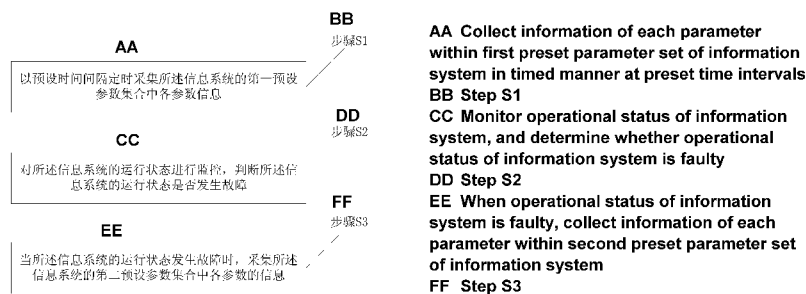 BB
步骤S1
AA
以预设时间间隔定时采集所述信息系统的第一预设
参数集合中各参数信息
DD
步骤S2
CC
对所述信息系统的运行状态进行监控，判断所述信
息系统的运行状态是否发生故障
FF
步骤S3
EE
当所述信息系统的运行状态发生故障时，采集所述
信息系统的第二预设参数集合中各参数的信息
AA Collect information of each parameter
within first preset parameter set of information
system in timed manner at preset time intervals
BB Step S1
CC Monitor operational status of information
system, and determine whether operational
status of information system is faulty
DD Step S2
EE When operational status of information
system is faulty, collect information of each
parameter within second preset parameter set
of information system
FF Step S3